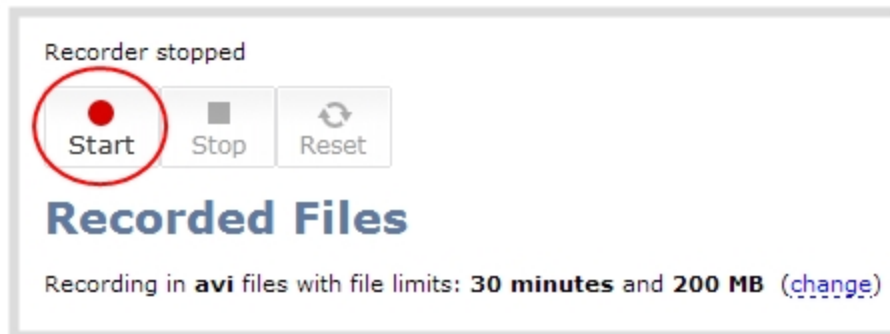 Recorder stopped
Start Stop Reset
Recorded Files
Recording in avi files with file limits: 30 minutes and 200 MB (change)